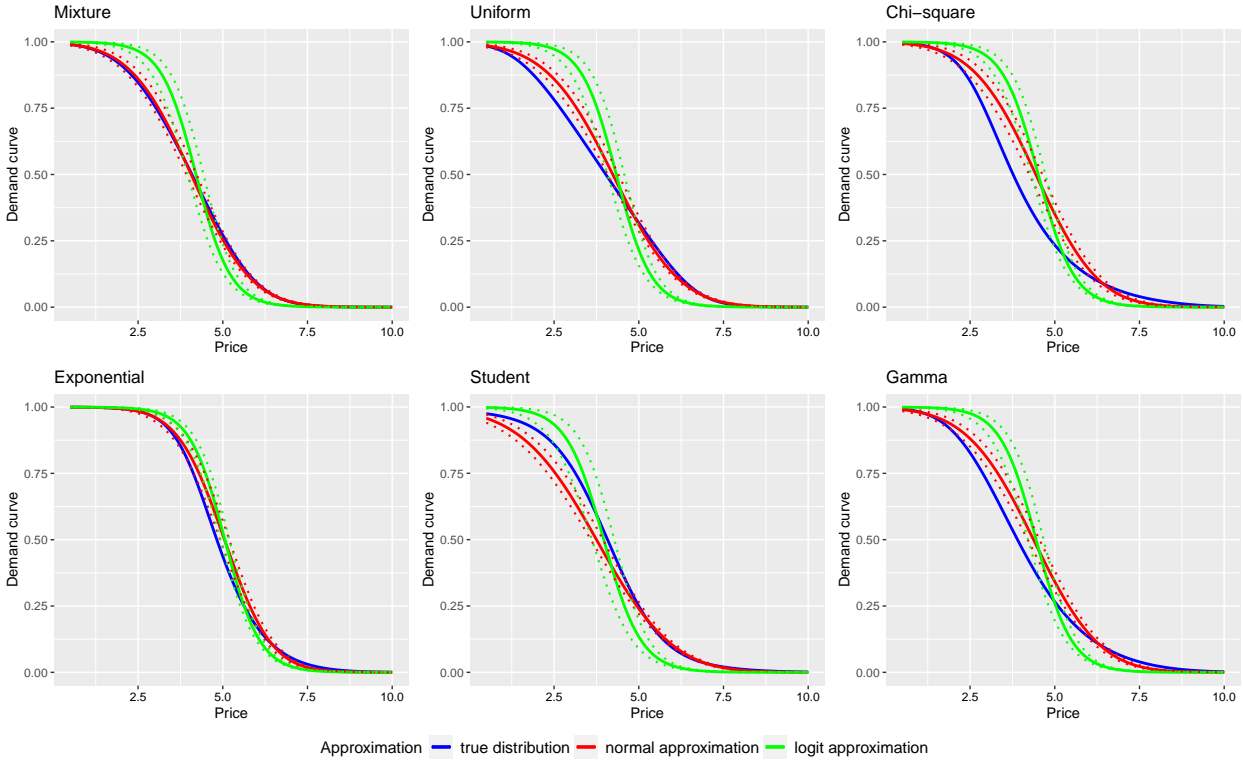 Mixture
Uniform
Chi−square
Demand curve
1.00
0.75
0.50
0.25
0.00
2.5 5.0 7.5 10.0
Price
Demand curve
1.00
0.75
0.50
0.25
0.00
2.5 5.0 7.5 10.0
Price
Demand curve
1.00
0.75
0.50
0.25
0.00
2.5 5.0 7.5 10.0
Price
Exponential
Student
Gamma
Demand curve
1.00
0.75
0.50
0.25
0.00
2.5 5.0 7.5 10.0
Price
Demand curve
1.00
0.75
0.50
0.25
0.00
2.5 5.0 7.5 10.0
Price
Demand curve
1.00
0.75
0.50
0.25
0.00
2.5 5.0 7.5 10.0
Price
Approximation true distribution normal approximation logit approximation